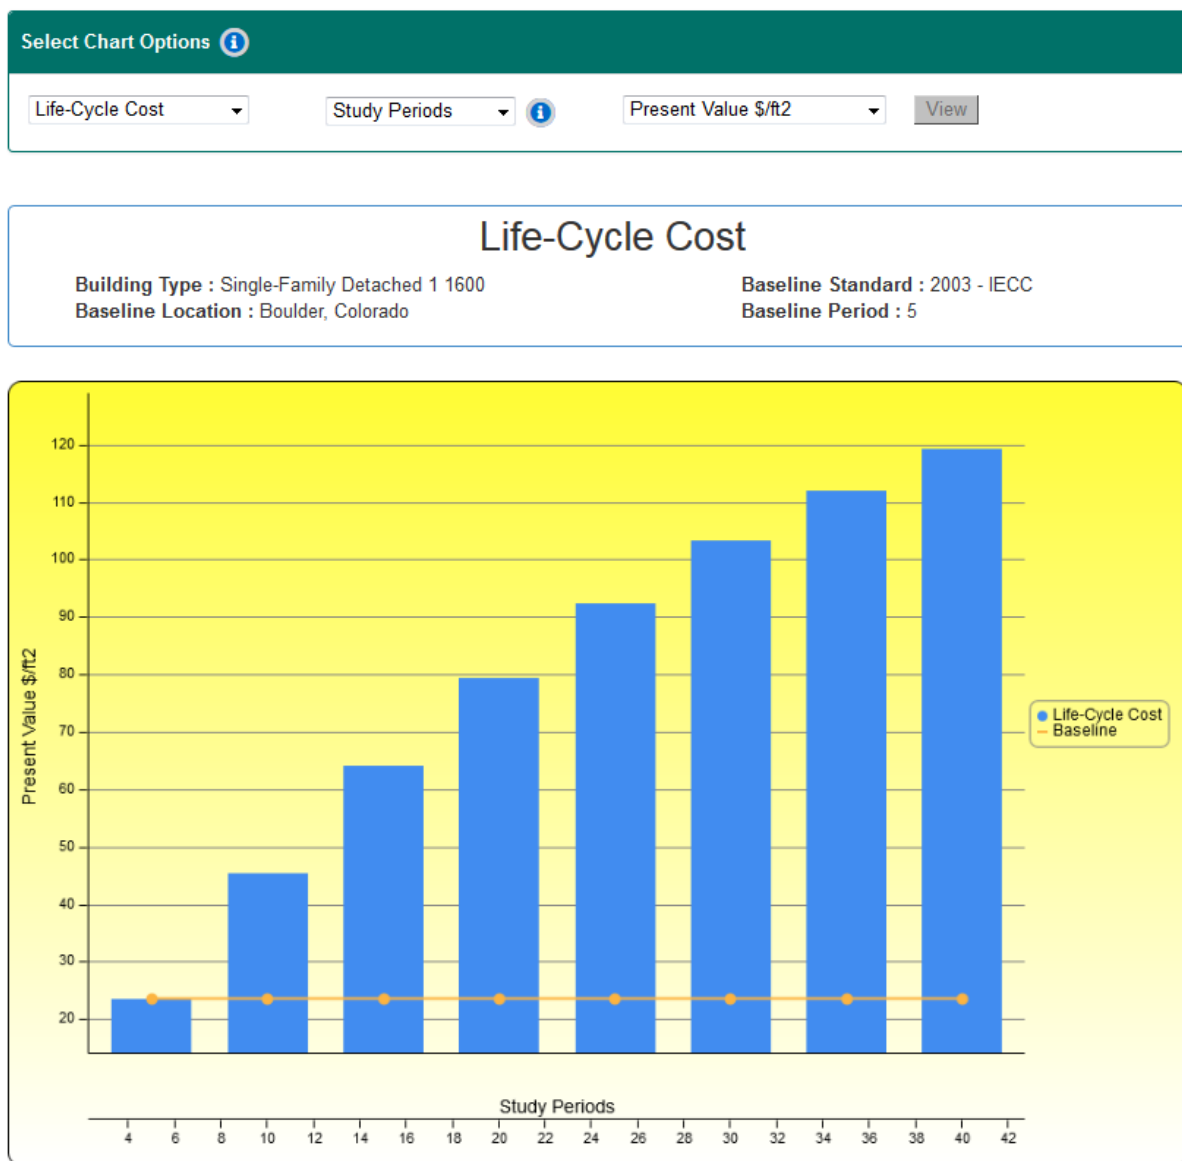 Select Chart Options i
Life-Cycle Cost Study Periods i Present Value $/ft2 View
Life-Cycle Cost
Building Type : Single-Family Detached 1 1600 Baseline Standard : 2003 - IECC
Baseline Location : Boulder, Colorado Baseline Period : 5
120
110
100
90
80
70
60
50
40
30
20
Present Value $/ft2
Life-Cycle Cost
Baseline
Study Periods
4 6 8 10 12 14 16 18 20 22 24 26 28 30 32 34 36 38 40 42